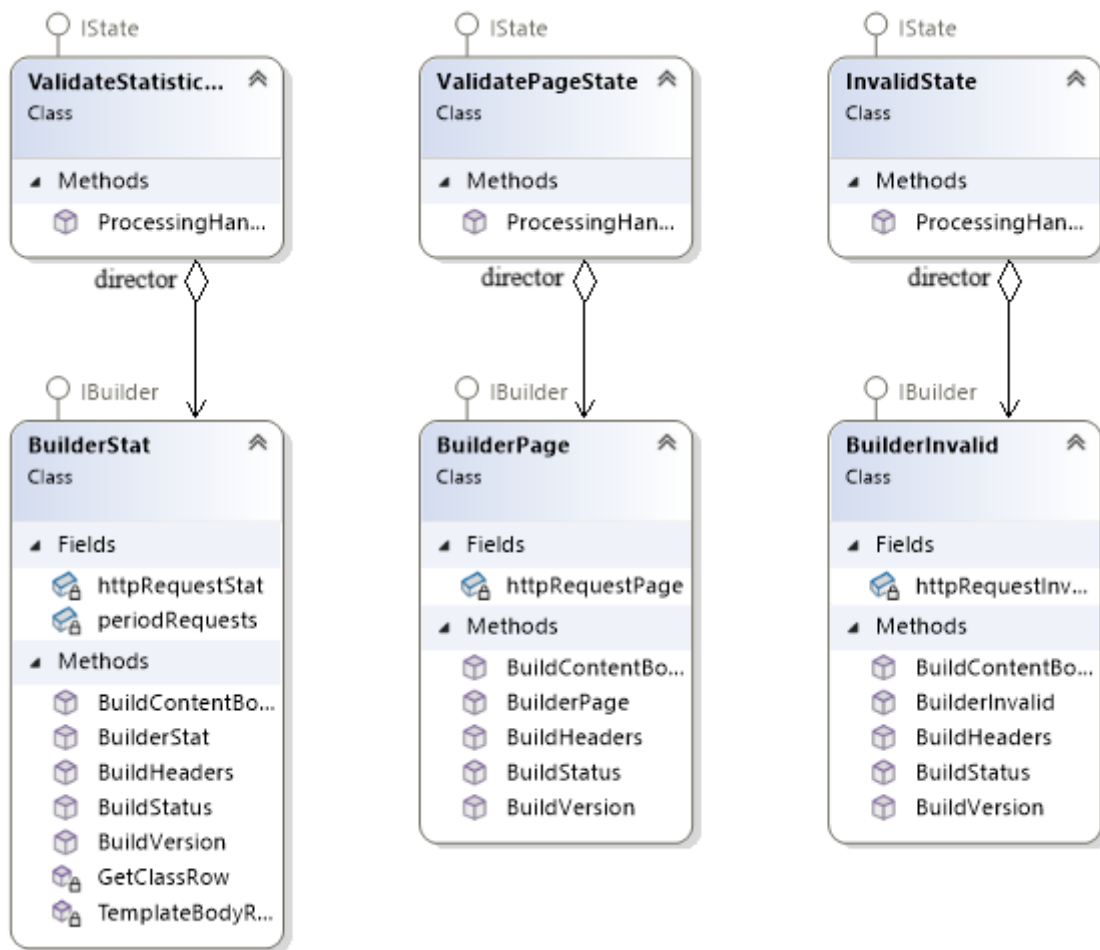 IState
ValidateStatistic...
Class
Methods
ProcessingHan...
director
IBuilder
BuilderStat
Class
Fields
httpRequestStat
periodRequests
Methods
BuildContentBo...
BuilderStat
BuildHeaders
BuildStatus
BuildVersion
GetClassRow
TemplateBodyR...
IState
ValidatePageState
Class
Methods
ProcessingHan...
director
IBuilder
BuilderPage
Class
Fields
httpRequestPage
Methods
BuildContentBo...
BuilderPage
BuildHeaders
BuildStatus
BuildVersion
IState
InvalidState
Class
Methods
ProcessingHan...
director
IBuilder
BuilderInvalid
Class
Fields
httpRequestInv...
Methods
BuildContentBo...
BuilderInvalid
BuildHeaders
BuildStatus
BuildVersion